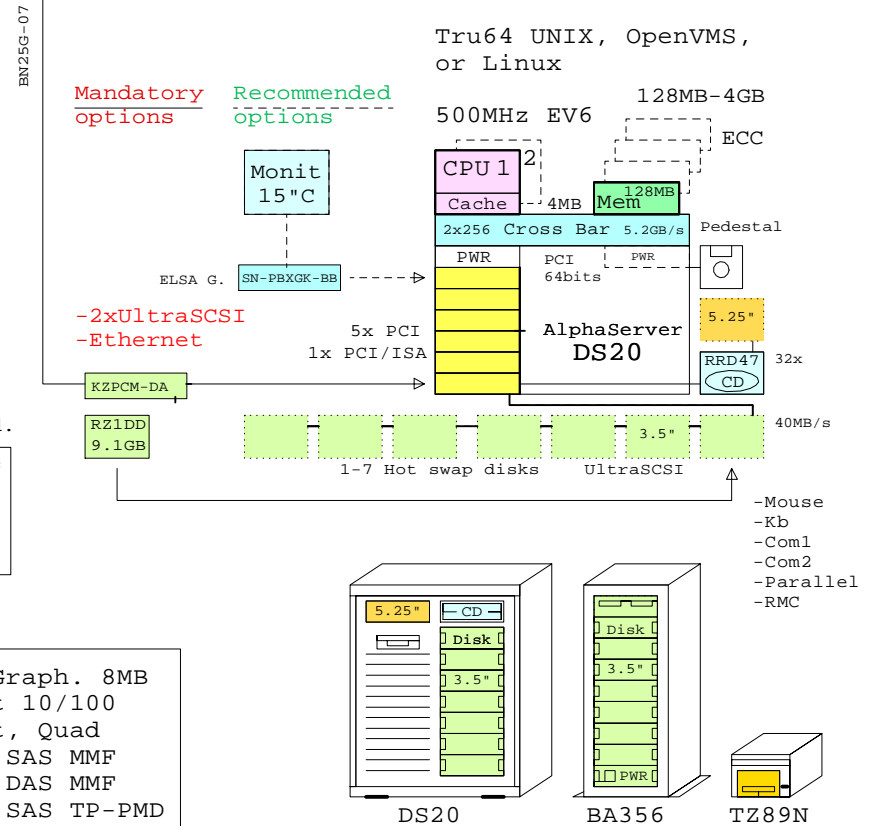 BN25G-07
Tru64 UNIX, OpenVMS,
or Linux
Mandatory
options
Recommended
options
128MB-4GB
500MHz EV6
ECC
Monit
15"C
CPU 1
2
Cache
4MB
128MB
Mem
2x256 Cross Bar 5.2GB/s
Pedestal
PWR
PCI
64bits
PWR
ELSA G.
SN-PBXGK-BB
-2xUltraSCSI
-Ethernet
5x PCI
1x PCI/ISA
AlphaServer
DS20
5.25"
RRD47
CD
32x
KZPCM-DA
RZ1DD
9.1GB
3.5"
40MB/s
1-7 Hot swap disks
UltraSCSI
-Mouse
-Kb
-Com1
-Com2
-Parallel
-RMC
5.25"
CD
Disk
3.5"
DS20
Disk
3.5"
PWR
BA356
TZ89N
Graph. 8MB
10/100
, Quad
SAS MMF
DAS MMF
SAS TP-PMD